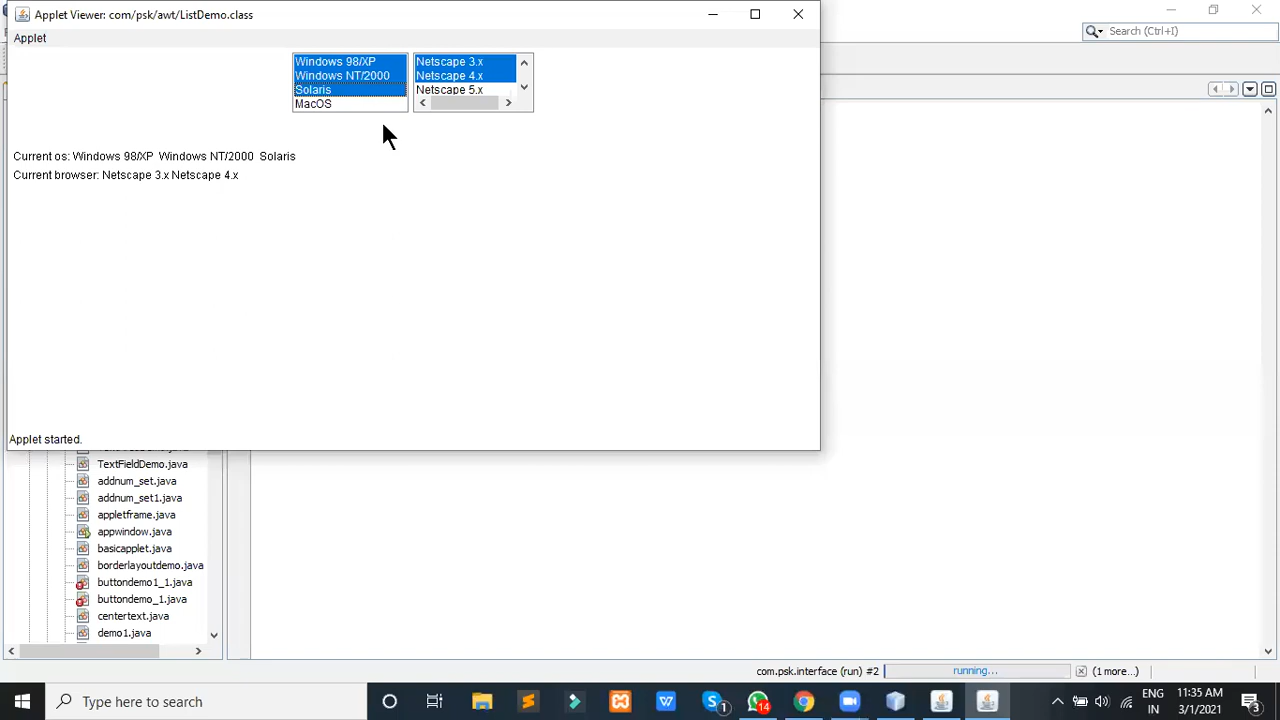 Applet Viewer: com/psk/awt/ListDemo.class
Search (Ctrl+I)
Applet
Windows 98/XP
Windows NT/2000
Solaris
MacOS
Netscape 3.x
Netscape 4.x
Netscape 5.x
Current os: Windows 98/XP Windows NT/2000 Solaris
Current browser: Netscape 3.x Netscape 4.x
Applet started.
TextFieldDemo.java
addnum_set.java
addnum_set1.java
appletframe.java
appwindow.java
basicapplet.java
borderlayoutdemo.java
buttondemo1_1.java
buttondemo_1.java
centertext.java
demo1.java
com.psk.interface (run) #2
running...
(1 more...)
Type here to search
1
14
ENG
IN
11:35 AM
3/1/2021
3